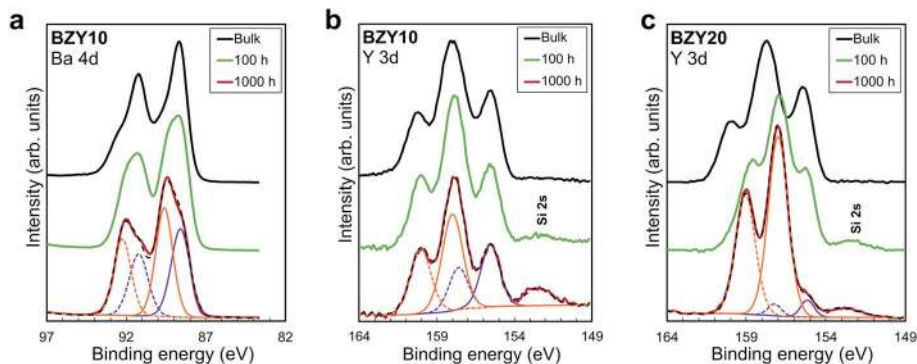 a
BZY10
Ba 4d
Bulk
100 h
1000 h
Intensity (arb. units)
97
92
87
82
Binding energy (eV)
b
BZY10
Y 3d
Bulk
100 h
1000 h
Si 2s
Intensity (arb. units)
164
159
154
149
Binding energy (eV)
c
BZY20
Y 3d
Bulk
100 h
1000 h
Si 2s
Intensity (arb. units)
164
159
154
149
Binding energy (eV)